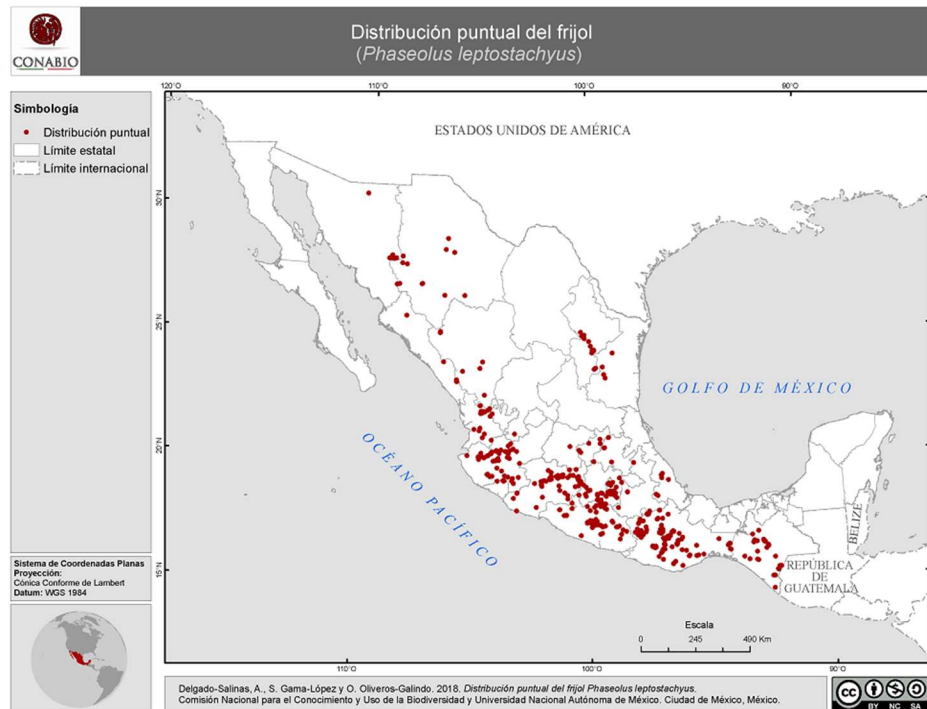 CONABIO
Distribución puntual del frijol
(Phaseolus leptostachyus)
120°O
110°O
100°O
90°O
Simbología
Distribución puntual
Límite estatal
Límite internacional
ESTADOS UNIDOS DE AMÉRICA
30°N
25°N
20°N
15°N
GOLFO DE MÉXICO
OCÉANO PACÍFICO
BELIZE
REPÚBLICA
DE
GUATEMALA
Escala
0 245 490 Km
110°O
100°O
90°O
Sistema de Coordenadas Planas
Proyección:
Cónica Conforme de Lambert
Datum: WGS 1984
Delgado-Salinas, A., S. Gama-López y O. Oliveros-Galindo. 2018. Distribución puntual del frijol Phaseolus leptostachyus.
Comisión Nacional para el Conocimiento y Uso de la Biodiversidad y Universidad Nacional Autónoma de México. Ciudad de México, México.
cc
BY NC SA